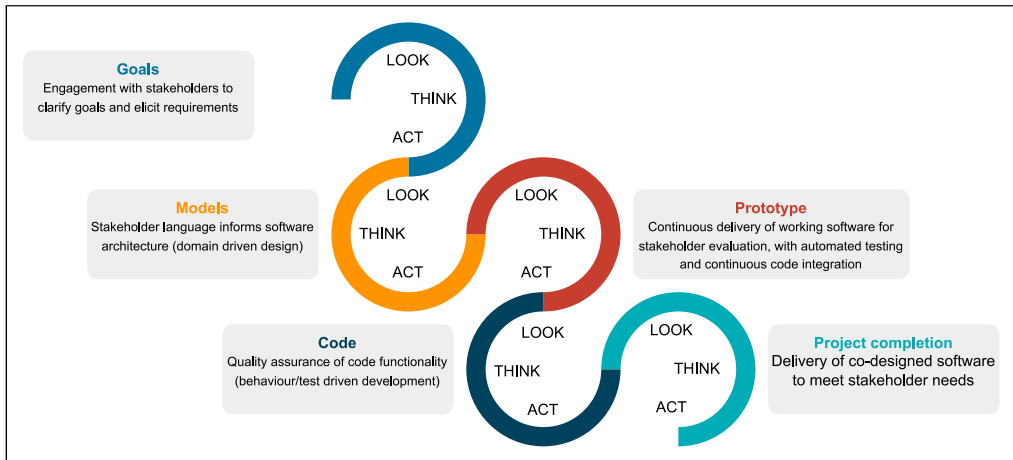 Goals
Engagement with stakeholders to
clarify goals and elicit requirements
LOOK
THINK
ACT
Models
Stakeholder language informs software
architecture (domain driven design)
LOOK
THINK
ACT
LOOK
THINK
ACT
Prototype
Continuous delivery of working software for
stakeholder evaluation, with automated testing
and continuous code integration
Code
Quality assurance of code functionality
(behaviour/test driven development)
LOOK
THINK
ACT
LOOK
THINK
ACT
Project completion
Delivery of co-designed software
to meet stakeholder needs